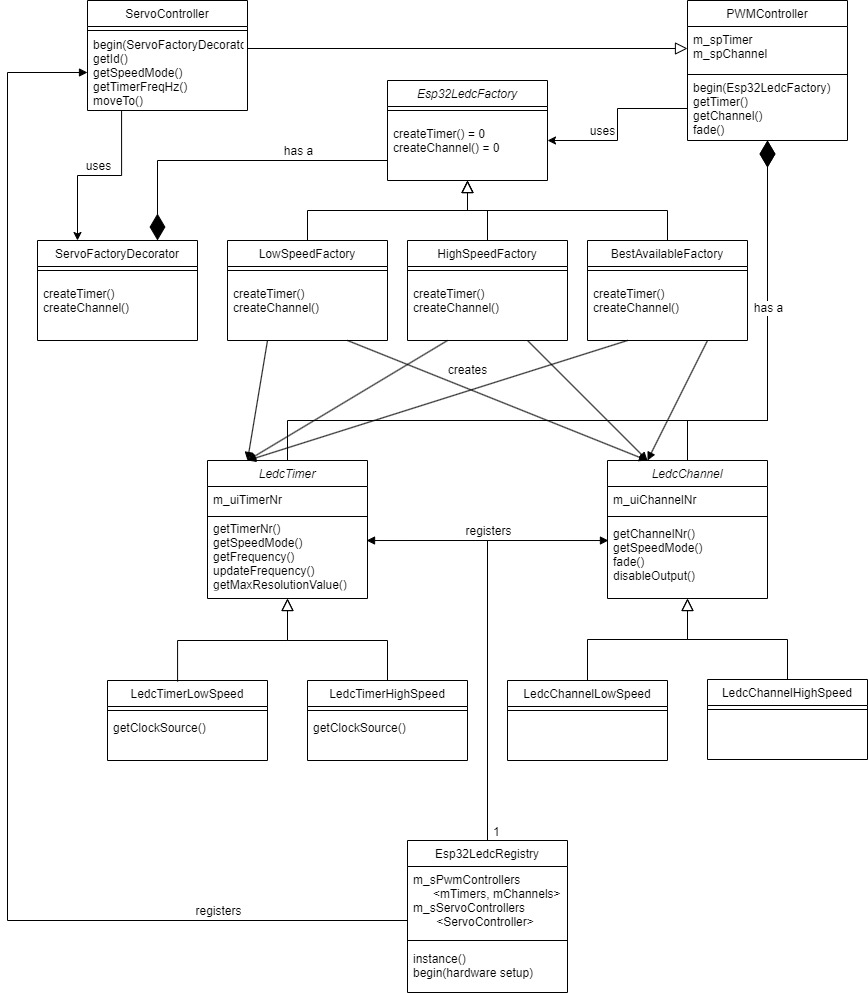 ServoController
begin(ServoFactoryDecorato
getId()
getSpeedMode()
getTimerFreqHz()
moveTo()
PWMController
m_spTimer
m_spChannel
begin(Esp32LedcFactory)
getTimer()
getChannel()
fade()
Esp32LedcFactory
createTimer() = 0
createChannel() = 0
uses
has a
uses
ServoFactoryDecorator
createTimer()
createChannel()
LowSpeedFactory
createTimer()
createChannel()
HighSpeedFactory
createTimer()
createChannel()
BestAvailableFactory
createTimer()
createChannel()
has a
creates
LedcTimer
m_uiTimerNr
getTimerNr()
getSpeedMode()
getFrequency()
updateFrequency()
getMaxResolutionValue()
registers
LedcChannel
m_uiChannelNr
getChannelNr()
getSpeedMode()
fade()
disableOutput()
LedcTimerLowSpeed
getClockSource()
LedcTimerHighSpeed
getClockSource()
LedcChannelLowSpeed
LedcChannelHighSpeed
1
Esp32LedcRegistry
m_sPwmControllers
<mTimers, mChannels>
m_sServoControllers
<ServoController>
instance()
begin(hardware setup)
registers